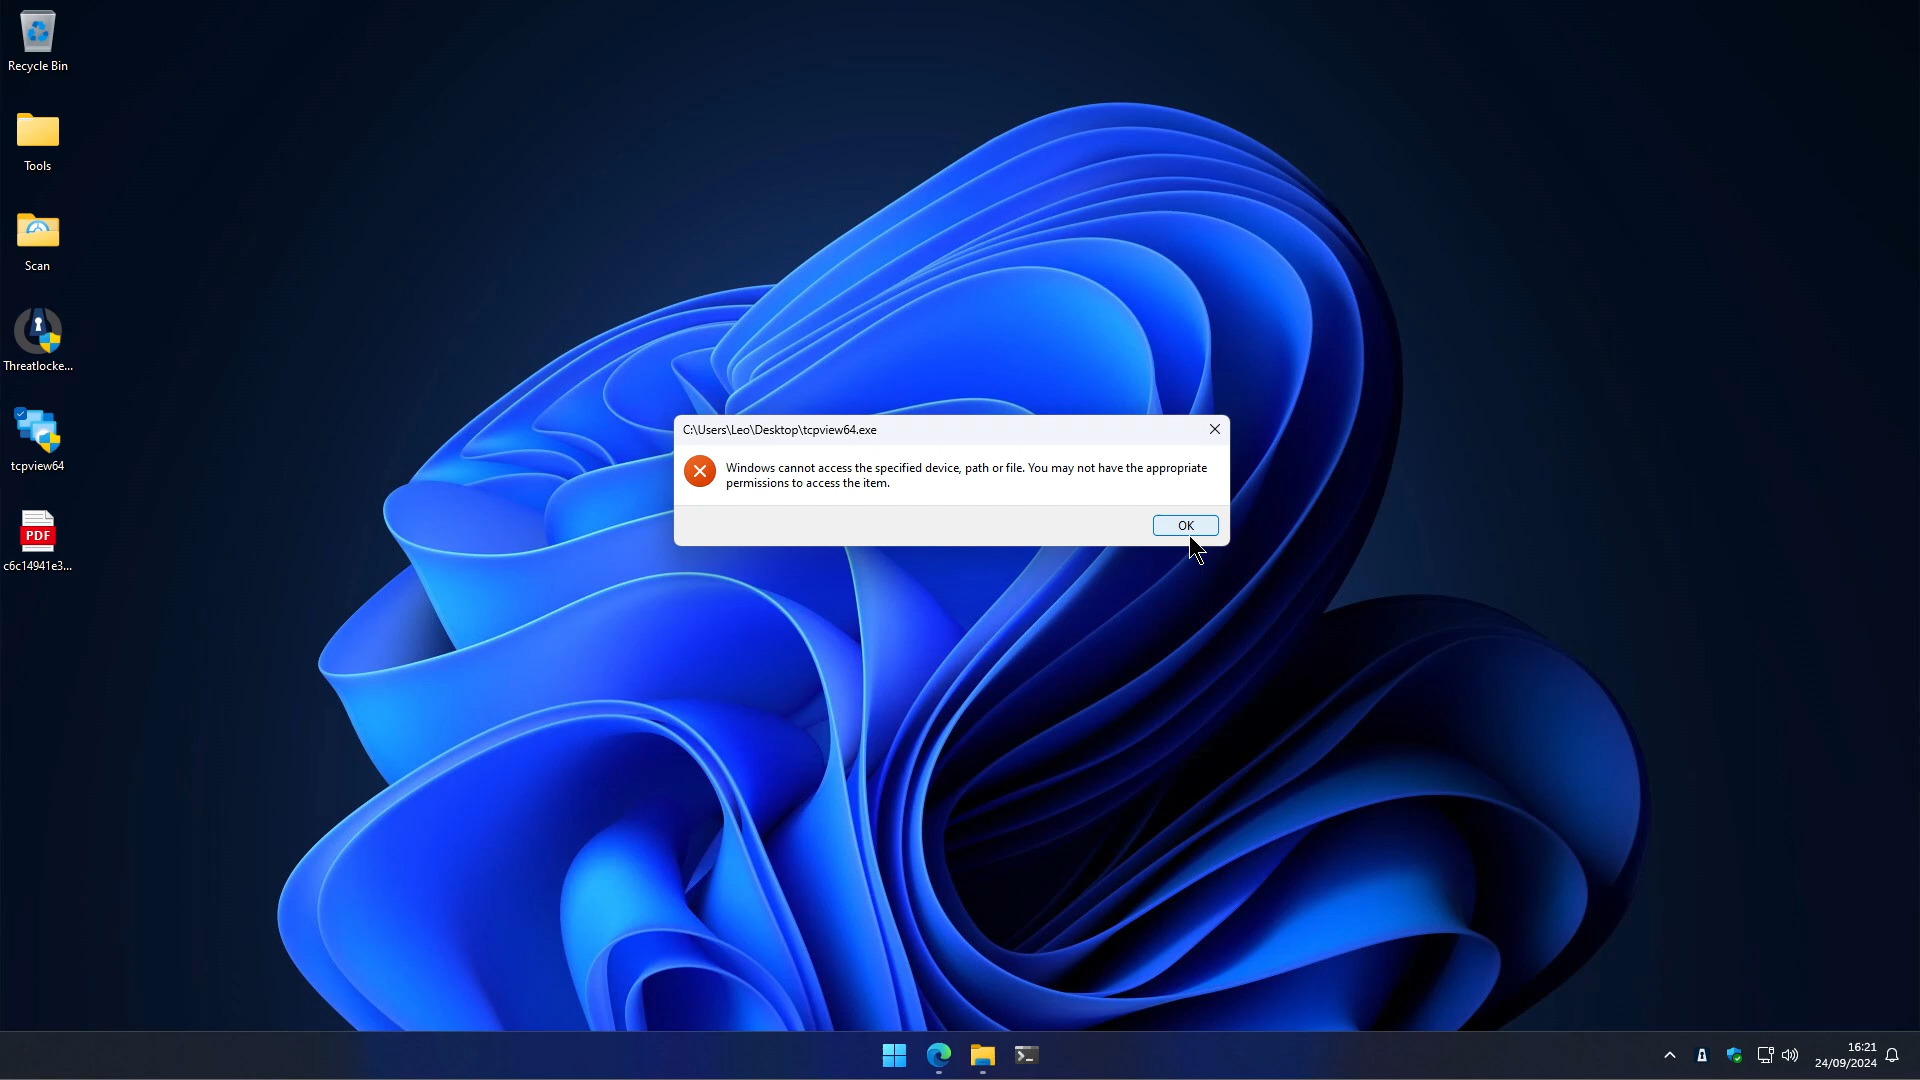 Recycle Bin
Tools
Scan
Threatlocke...
tcpview64
PDF
c6c14941e3...
C:\Users\Leo\Desktop\tcpview64.exe
Windows cannot access the specified device, path or file. You may not have the appropriate
permissions to access the item.
OK
16:21
24/09/2024